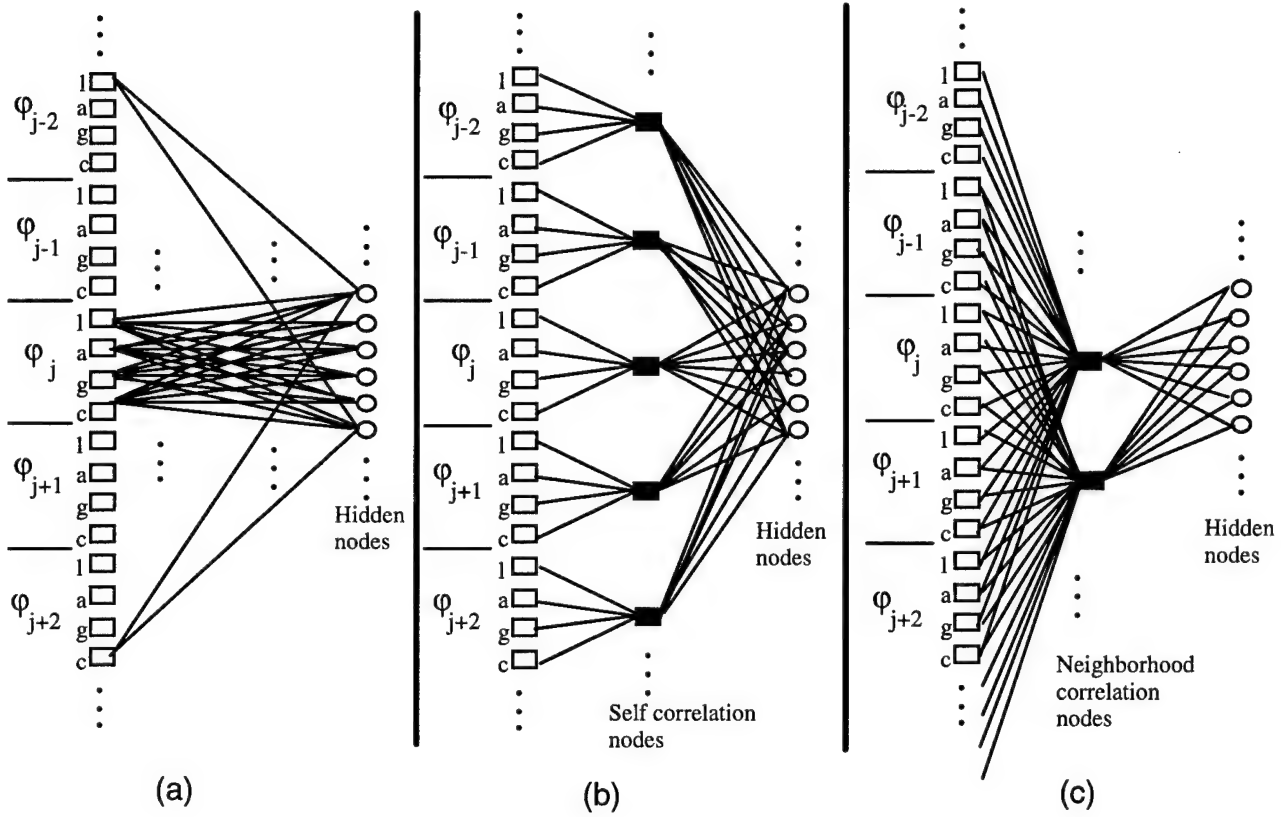 φj-2
l
a
g
c
φj-1
l
a
g
c
φj
l
a
g
c
φj+1
l
a
g
c
φj+2
l
a
g
c
Hidden
nodes
(a)
φj-2
l
a
g
c
φj-1
l
a
g
c
φj
l
a
g
c
φj+1
l
a
g
c
φj+2
l
a
g
c
Self correlation
nodes
Hidden
nodes
(b)
φj-2
l
a
g
c
φj-1
l
a
g
c
φj
l
a
g
c
φj+1
l
a
g
c
φj+2
l
a
g
c
Neighborhood
correlation
nodes
Hidden
nodes
(c)